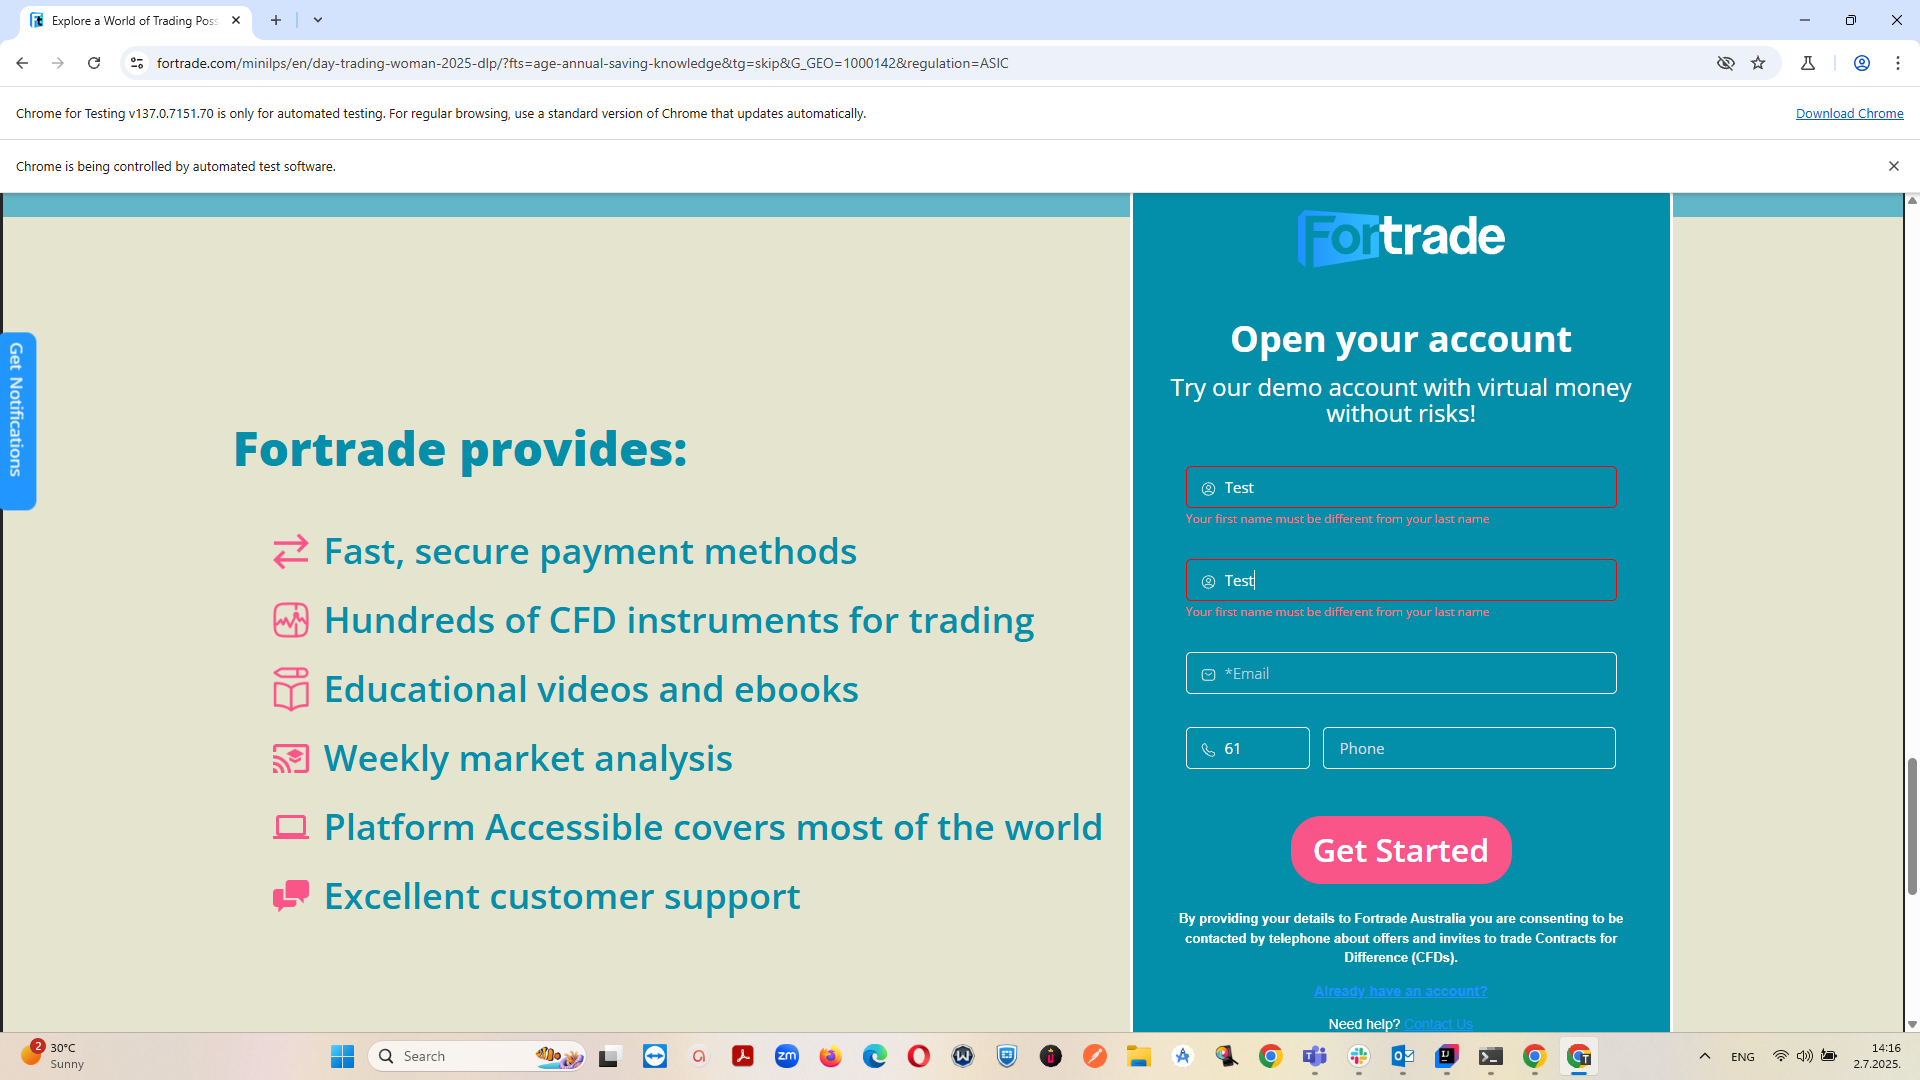 Explore a World of Trading Poss
fortrade.com/minilps/en/day-trading-woman-2025-dlp/?fts=age-annual-saving-knowledge&tg=skip&G_GEO=1000142&regulation=ASIC
Chrome for Testing v137.0.7151.70 is only for automated testing. For regular browsing, use a standard version of Chrome that updates automatically.
Download Chrome
Chrome is being controlled by automated test software.
Get Notifications
Fortrade provides:
Fast, secure payment methods
Hundreds of CFD instruments for trading
Educational videos and ebooks
Weekly market analysis
Platform Accessible covers most of the world
Excellent customer support
Fortrade
Open your account
Try our demo account with virtual money
without risks!
Test
Your first name must be different from your last name
Test
Your first name must be different from your last name
*Email
61
Phone
Get Started
By providing your details to Fortrade Australia you are consenting to be
contacted by telephone about offers and invites to trade Contracts for
Difference (CFDs).
Already have an account?
Need help? Contact Us
2
30°C
Sunny
Search
zm
ENG
14:16
2.7.2025.